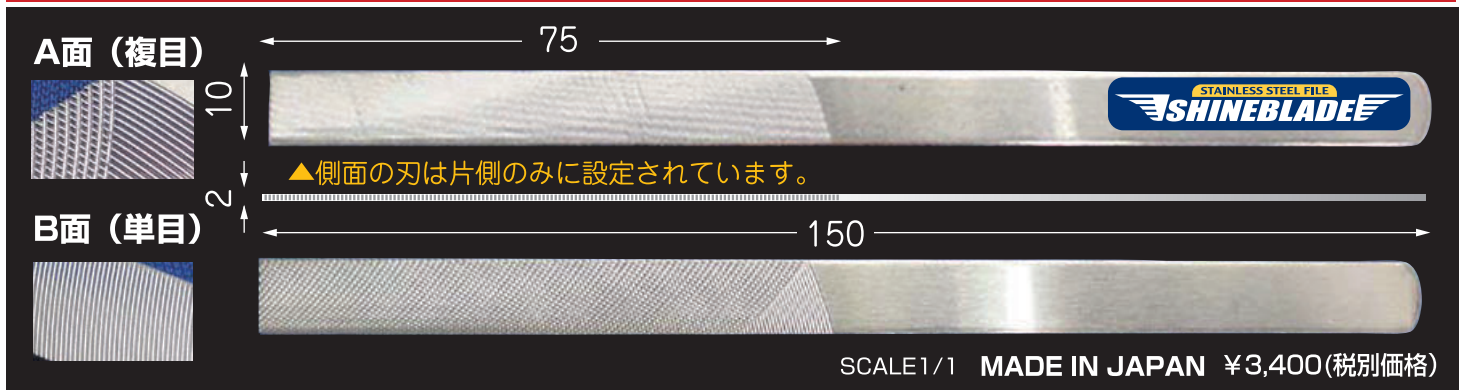 A面（複目）
75
10
STAINLESS STEEL FILE
SHINEBLADE
▲側面の刃は片側のみに設定されています。
2
B面（単目）
150
SCALE1/1 MADE IN JAPAN ￥3,400(税別価格)